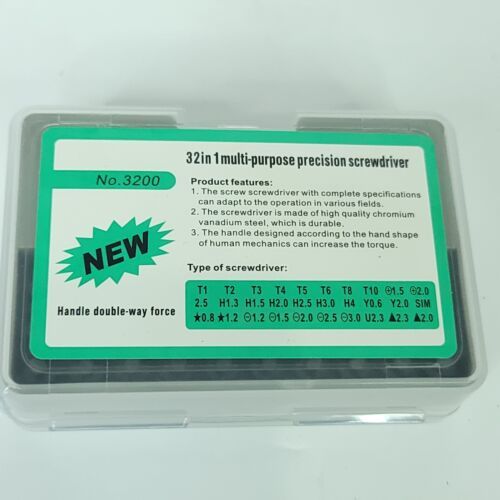 32in1 multi-purpose precision screwdriver
No.3200
Product features:
1. The screw screwdriver with complete specifications
can adapt to the operation in various fields.
2. The screwdriver is made of high quality chromium
vanadium steel, which is durable.
3. The handle designed according to the hand shape
of human mechanics can increase the torque.
NEW
Handle double-way force
Type of screwdriver:
T1 T2 T3 T4 T5 T6 T8 T10 ⊕1.5 ⊕2.0
2.5 H1.3 H1.5 H2.0 H2.5 H3.0 H4 Y0.6 Y2.0 SIM
★0.8 ★1.2 ⊖1.2 ⊖1.5 ⊖2.0 ⊖2.5 ⊖3.0 U2.3 ▲2.3 ▲2.0